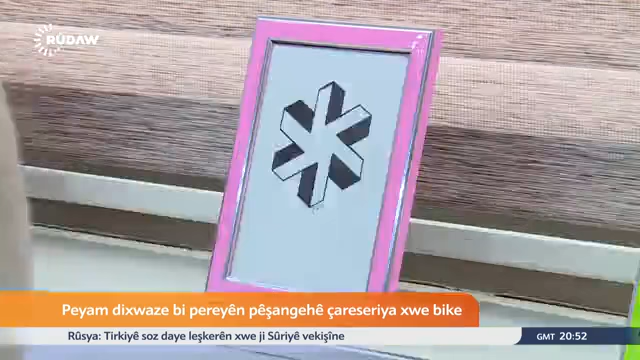 RÛDAW
Peyam dixwaze bi pereyên pêşangehê çareseriya xwe bike
Rûsya: Tirkiyê soz daye leşkerên xwe ji Sûriyê vekişîne
GMT 20:52